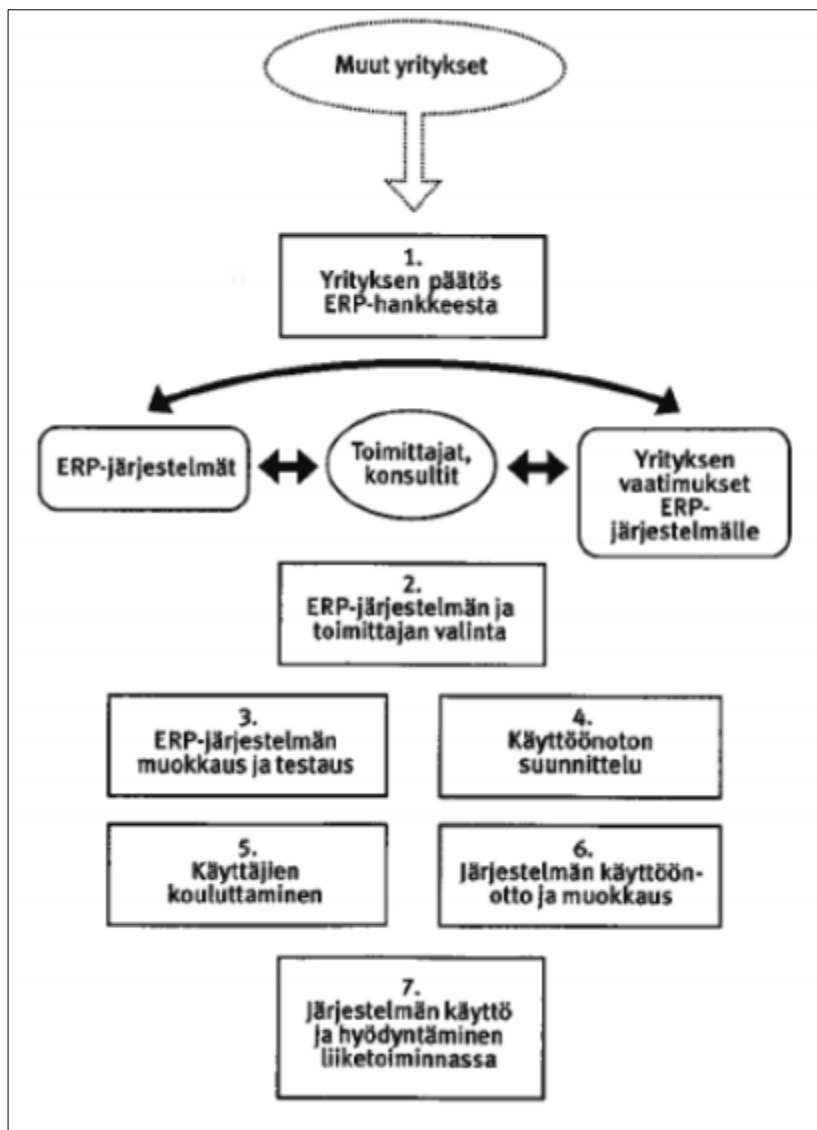 Muut yritykset
1.
Yrityksen päätös
ERP-hankkeesta
ERP-järjestelmät
Toimittajat,
konsultit
Yrityksen
vaatimukset
ERP-
järjestelmälle
2.
ERP-järjestelmän ja
toimittajan valinta
3.
ERP-järjestelmän
muokkaus ja testaus
4.
Käyttöönoton
suunnittelu
5.
Käyttäjien
kouluttaminen
6.
Järjestelmän käyttöön-
otto ja muokkaus
7.
Järjestelmän käyttö
ja hyödyntäminen
liiketoiminnassa